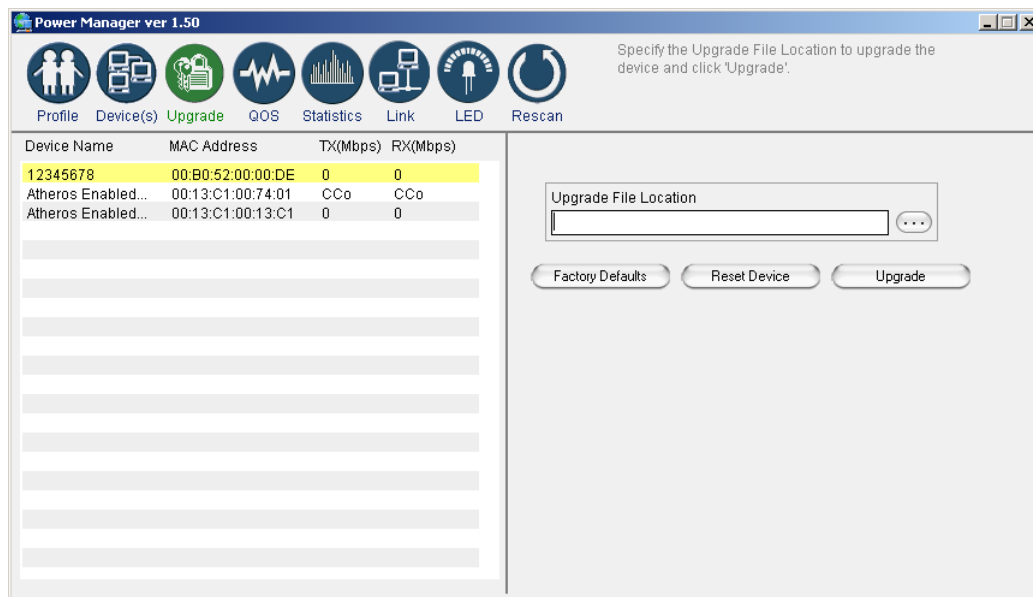 Power Manager ver 1.50
Specify the Upgrade File Location to upgrade the
device and click 'Upgrade'.
Profile Device(s) Upgrade QOS Statistics Link LED Rescan
Device Name MAC Address TX(Mbps) RX(Mbps)
12345678 00:B0:52:00:00:DE 0 0
Atheros Enabled... 00:13:C1:00:74:01 CCo CCo
Atheros Enabled... 00:13:C1:00:13:C1 0 0
Upgrade File Location
...
Factory Defaults Reset Device Upgrade